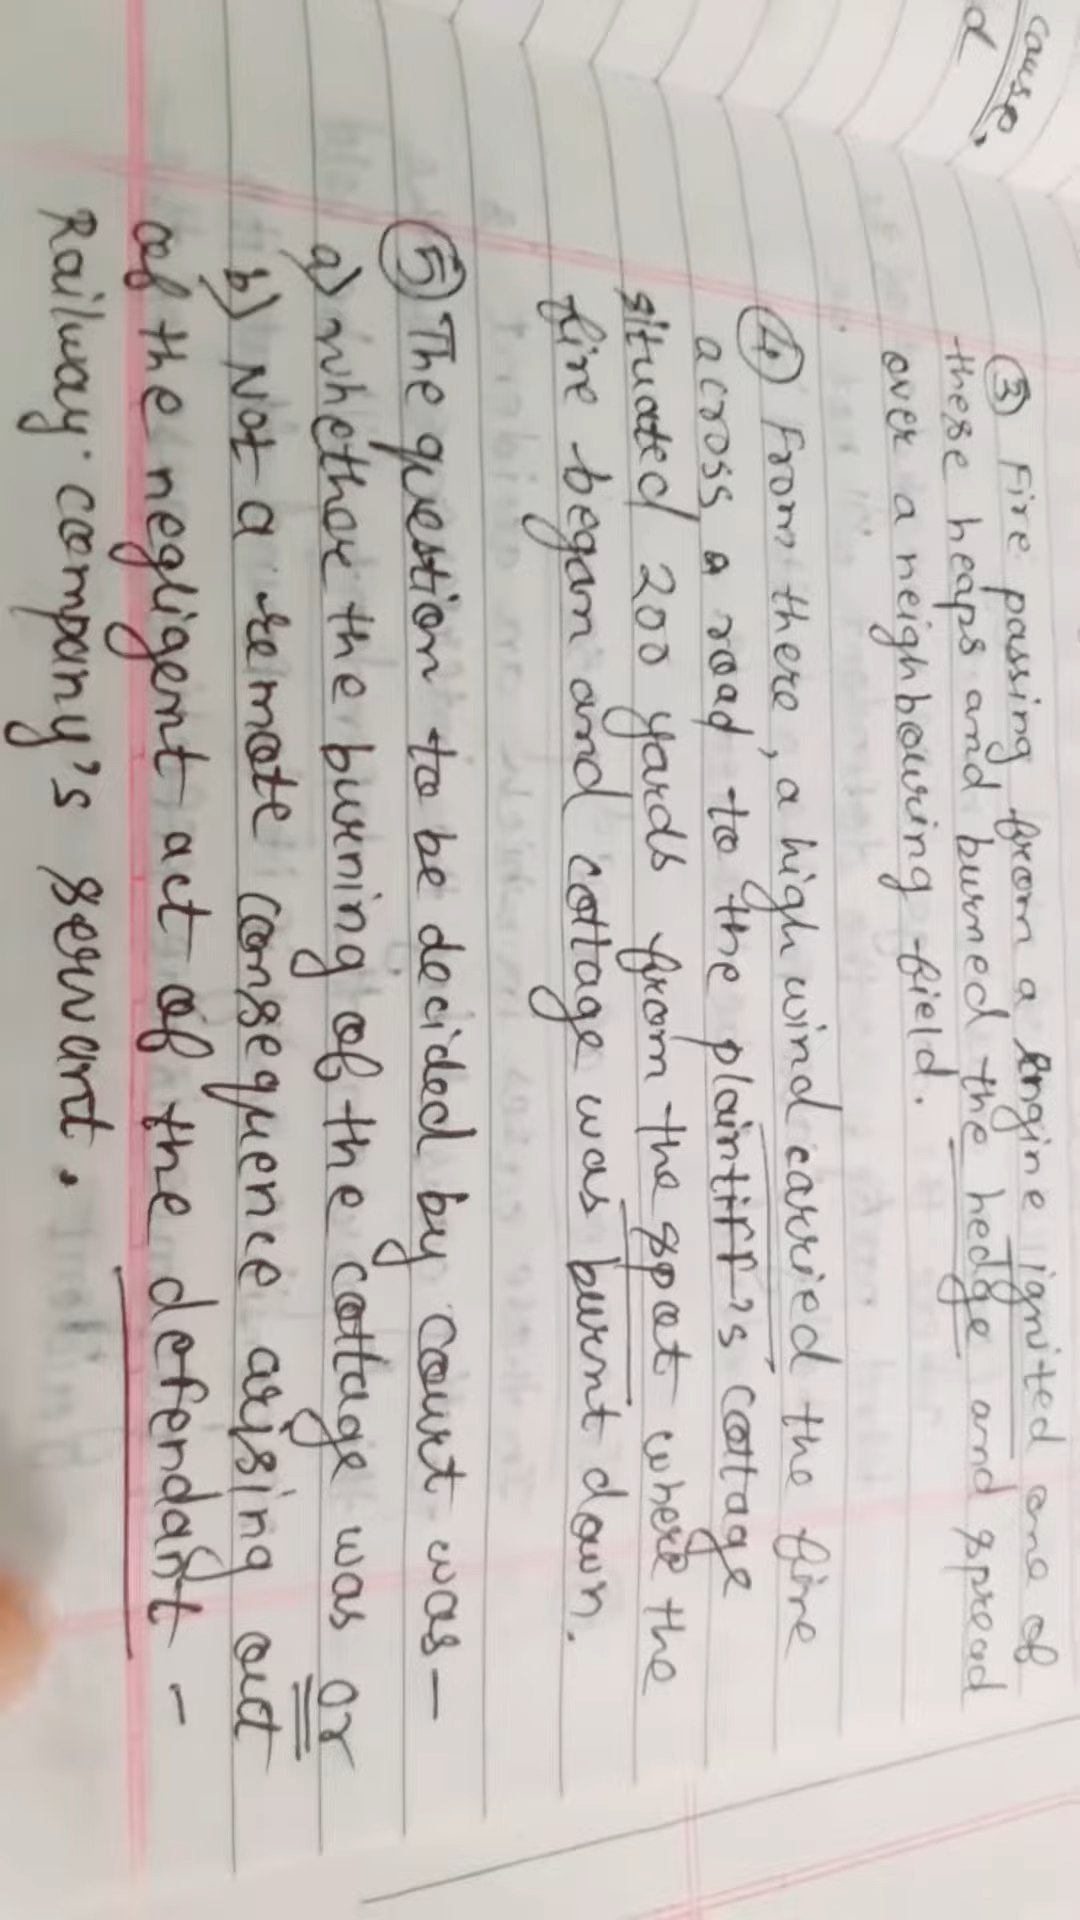 cause.
d
③ Fire passing from a Engine ignited one of
these heaps and burned the hedge and spread
over a neighbouring field.
④ From there, a high wind carried the fire
across a road to the plaintiff's cottage
situated 200 yards from the spot where the
fire began and cottage was burnt down.
⑤ The question to be decided by court was—
a) whether the burning of the cottage was or
b) Not a remote consequence arising out
of the negligent act of the defendant –
Railway company's servant.